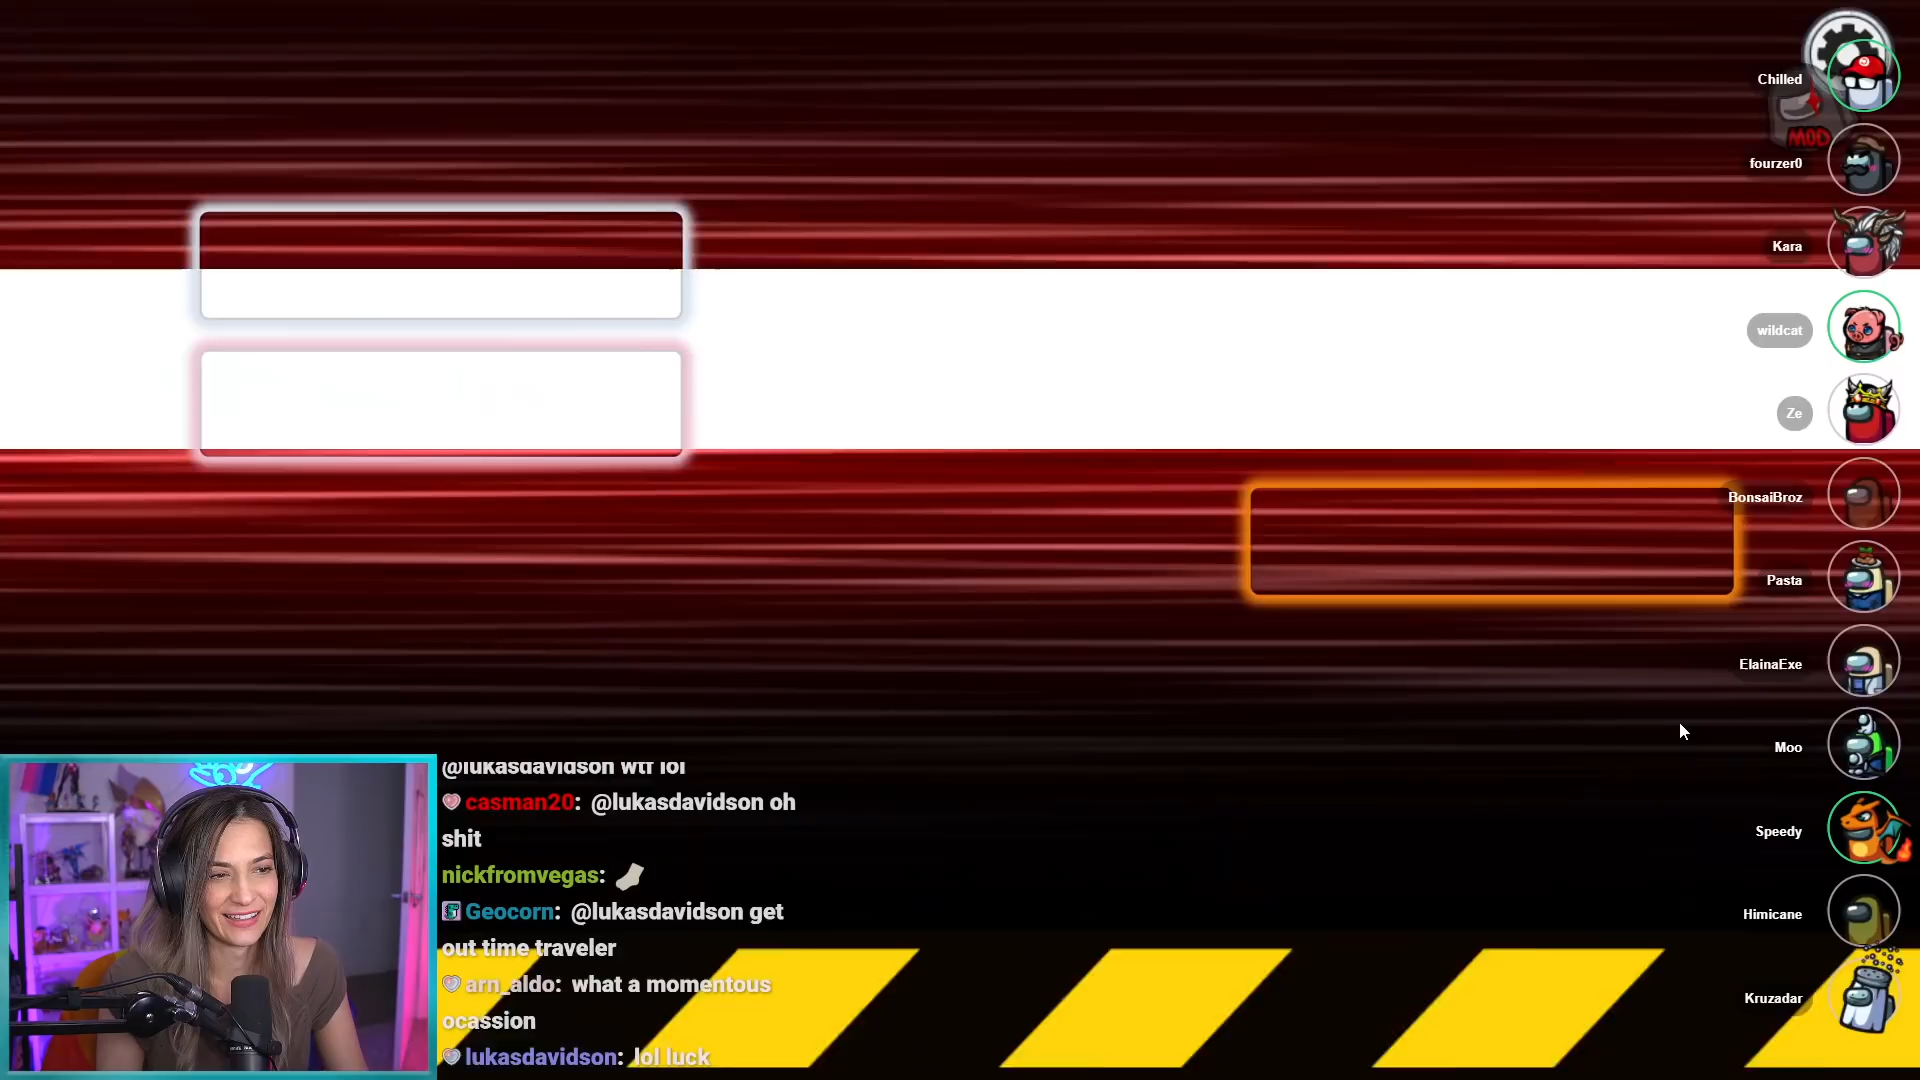 Chilled
MOD
fourzer0
Kara
wildcat
Ze
BonsaiBroz
Pasta
ElainaExe
Moo
Speedy
Himicane
Kruzadar
@lukasdavidson wtf lol
casman20: @lukasdavidson oh
shit
nickfromvegas:
Geocorn: @lukasdavidson get
out time traveler
arn_aldo: what a momentous
ocassion
lukasdavidson: lol luck